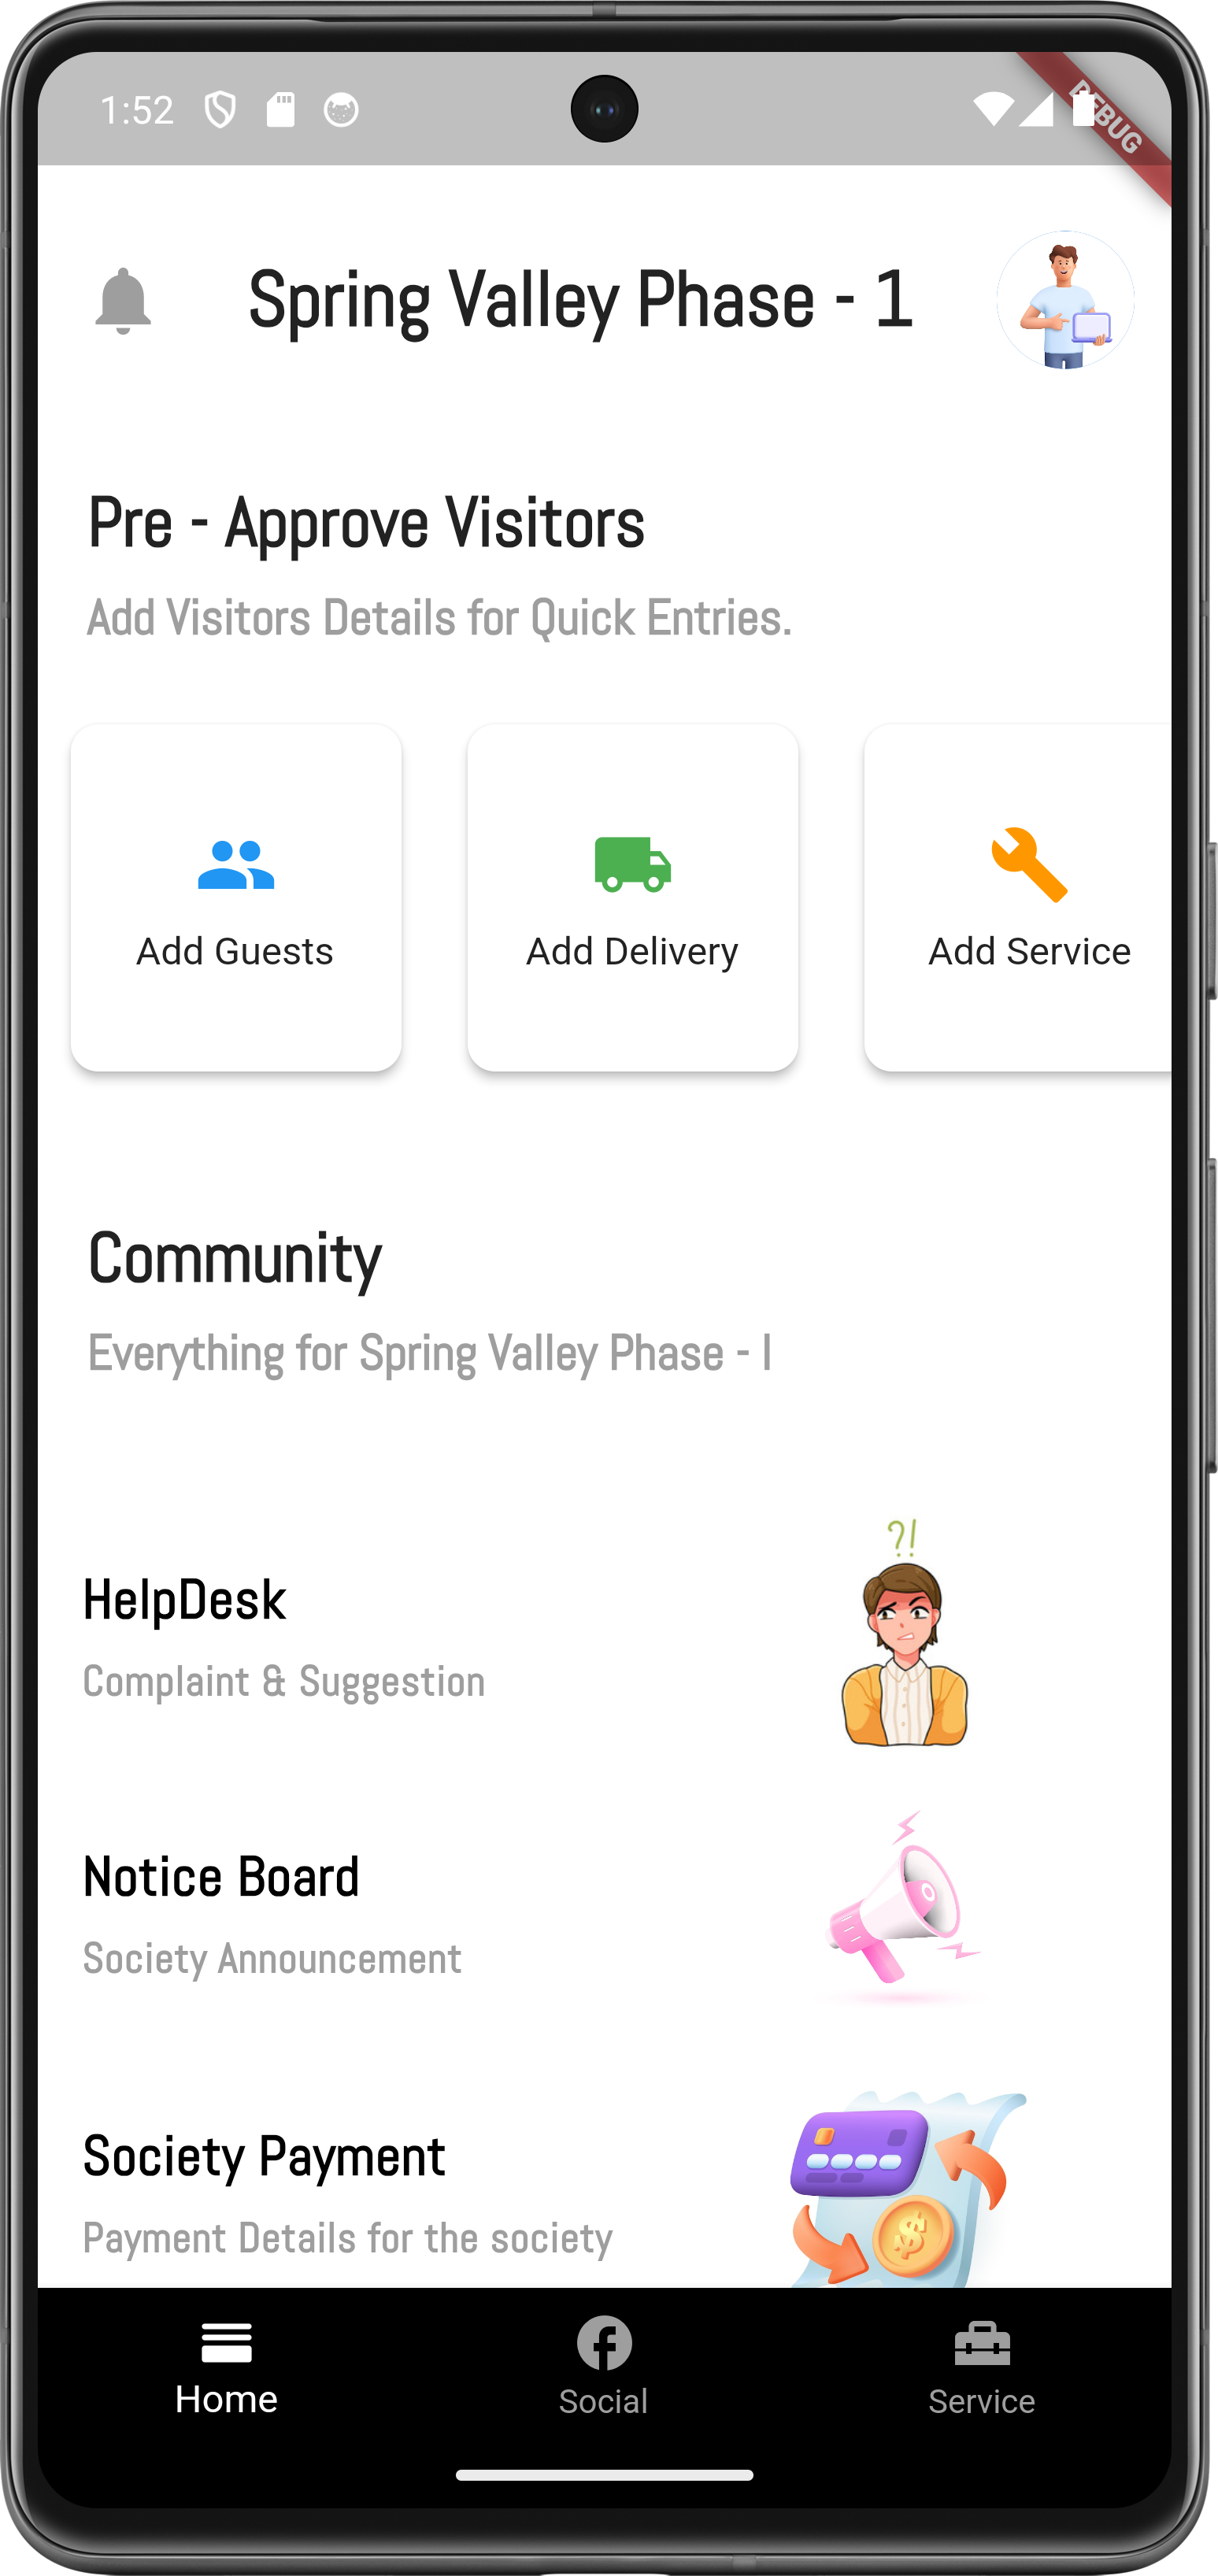 1:52
DEBUG
Spring Valley Phase - 1
Pre - Approve Visitors
Add Visitors Details for Quick Entries.
Add Guests
Add Delivery
Add Service
Community
Everything for Spring Valley Phase - I
?!
HelpDesk
Complaint & Suggestion
Notice Board
Society Announcement
Society Payment
Payment Details for the society
$
Home
Social
Service